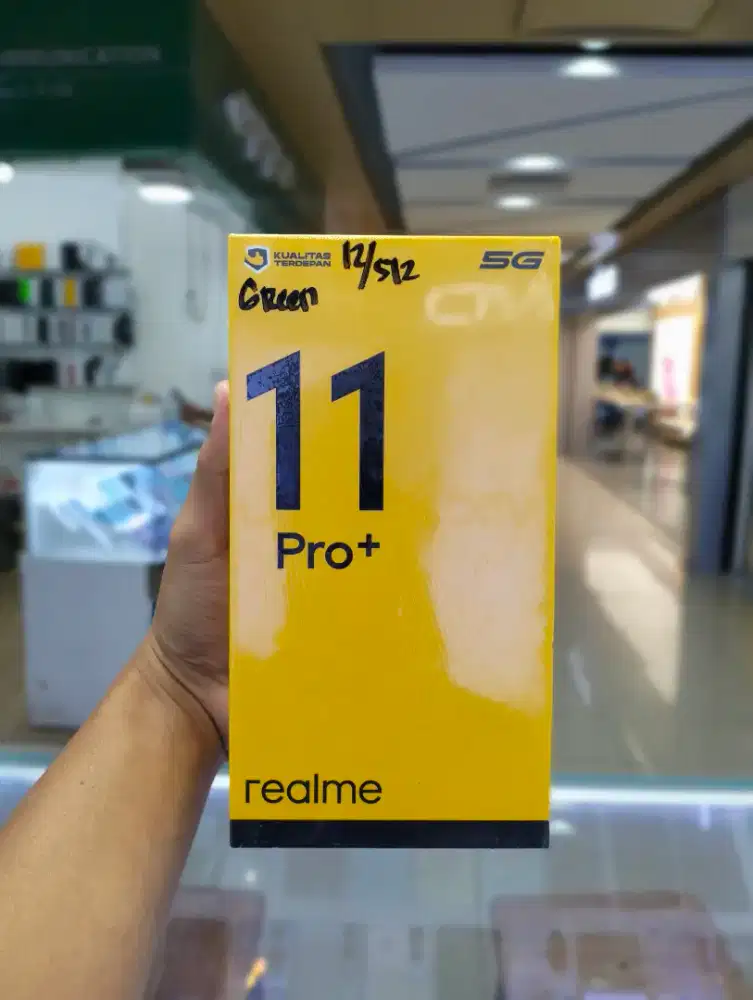 KUALITAS
TERDEPAN
12/512
5G
Green
11
Pro+
realme